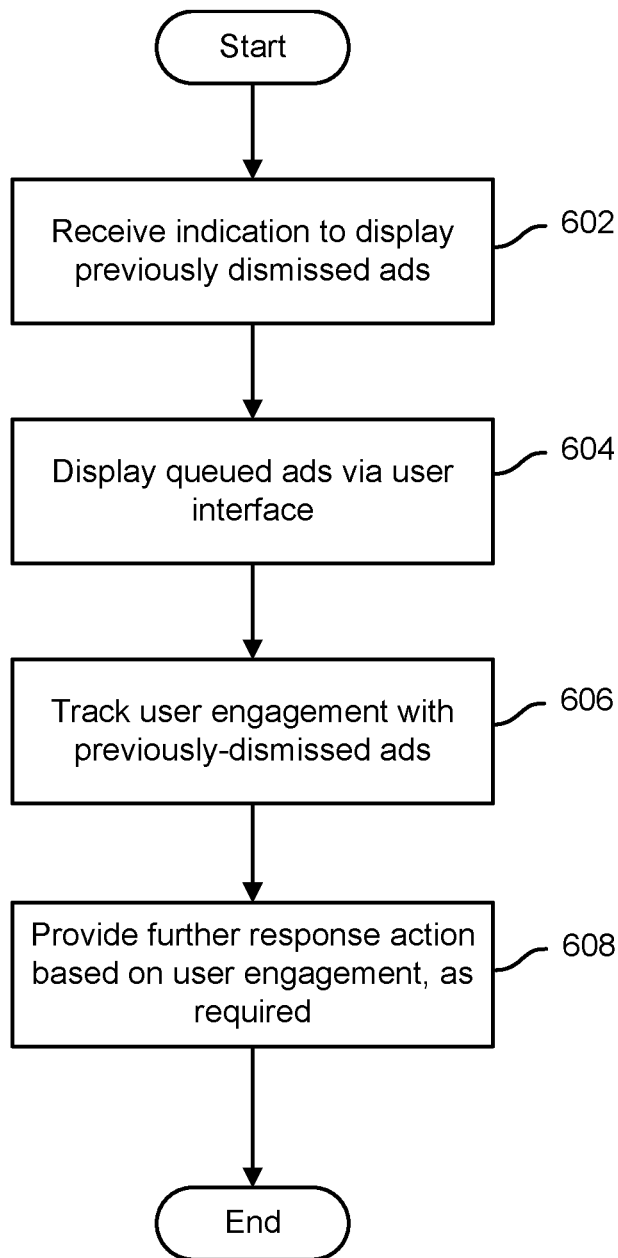 Start
Receive indication to display
previously dismissed ads
602
Display queued ads via user
interface
604
Track user engagement with
previously-dismissed ads
606
Provide further response action
based on user engagement, as
required
608
End